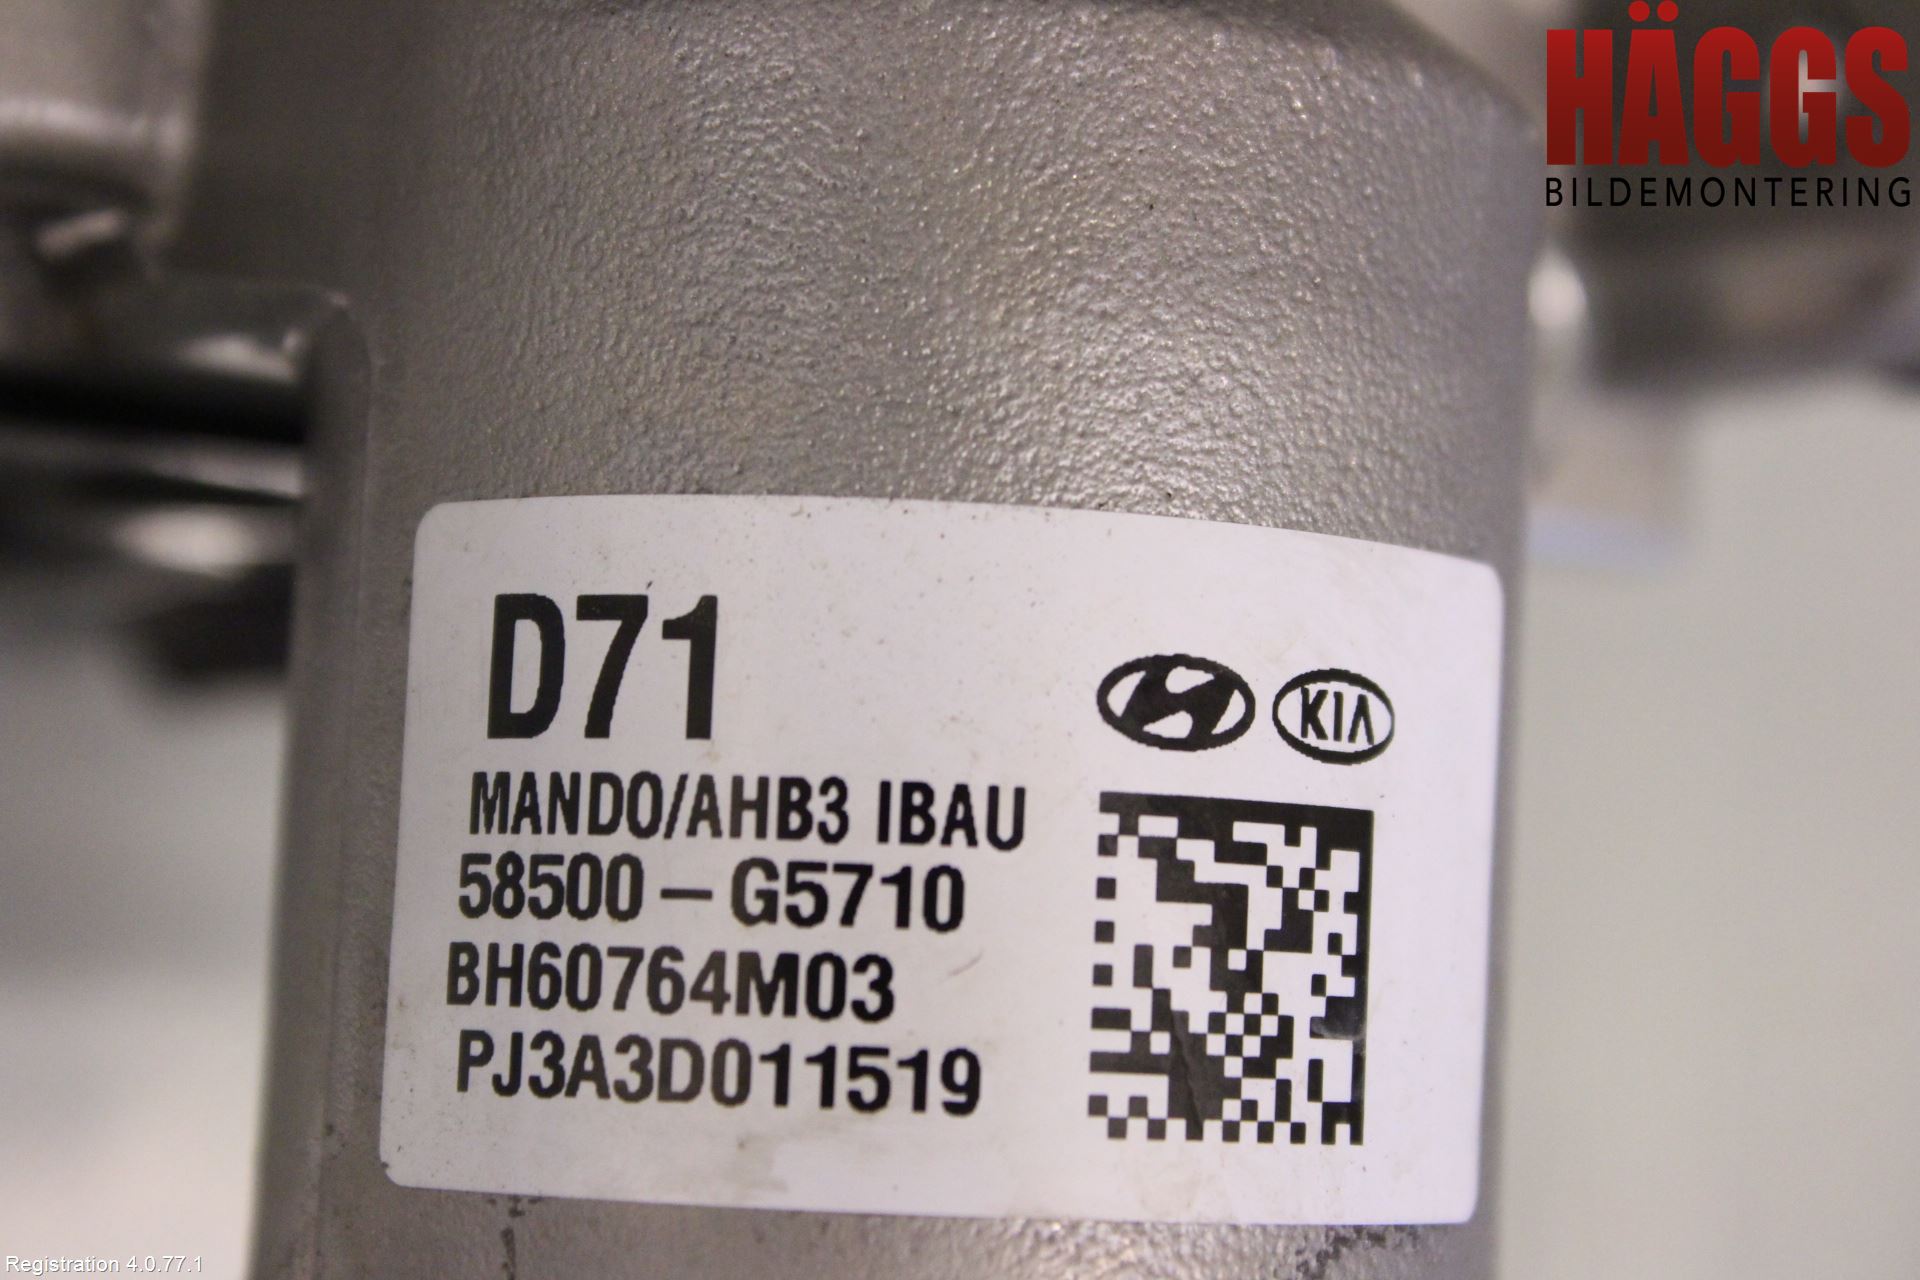 HÄGGS
BILDEMONTERING
D71
KIA
MANDO/AHB3 IBAU
58500-G5710
BH60764M03
PJ3A3D011519
Registration 4.0.77.1